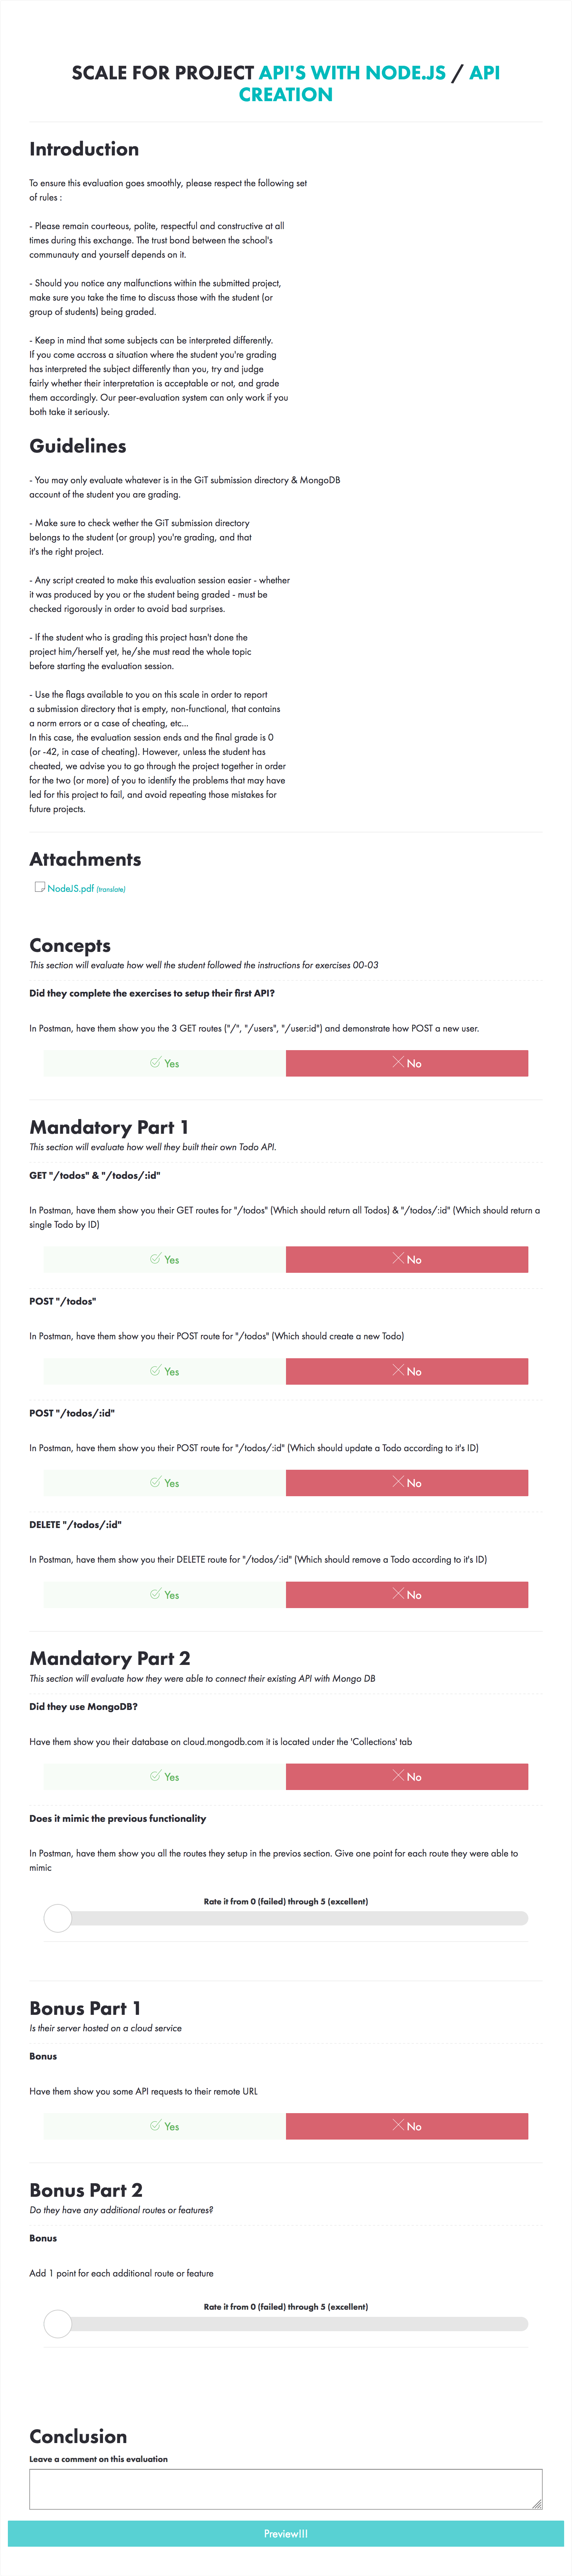 SCALE FOR PROJECT API'S WITH NODE.JS / API
CREATION
Introduction
To ensure this evaluation goes smoothly, please respect the following set
of rules :
- Please remain courteous, polite, respectful and constructive at all
times during this exchange. The trust bond between the school's
communauty and yourself depends on it.
- Should you notice any malfunctions within the submitted project,
make sure you take the time to discuss those with the student (or
group of students) being graded.
- Keep in mind that some subjects can be interpreted differently.
If you come accross a situation where the student you're grading
has interpreted the subject differently than you, try and judge
fairly whether their interpretation is acceptable or not, and grade
them accordingly. Our peer-evaluation system can only work if you
both take it seriously.
Guidelines
- You may only evaluate whatever is in the GiT submission directory & MongoDB
account of the student you are grading.
- Make sure to check wether the GiT submission directory
belongs to the student (or group) you're grading, and that
it's the right project.
- Any script created to make this evaluation session easier - whether
it was produced by you or the student being graded - must be
checked rigorously in order to avoid bad surprises.
- If the student who is grading this project hasn't done the
project him/herself yet, he/she must read the whole topic
before starting the evaluation session.
- Use the flags available to you on this scale in order to report
a submission directory that is empty, non-functional, that contains
a norm errors or a case of cheating, etc...
In this case, the evaluation session ends and the final grade is 0
(or -42, in case of cheating). However, unless the student has
cheated, we advise you to go through the project together in order
for the two (or more) of you to identify the problems that may have
led for this project to fail, and avoid repeating those mistakes for
future projects.
Attachments
NodeJS.pdf (translate)
Concepts
This section will evaluate how well the student followed the instructions for exercises 00-03
Did they complete the exercises to setup their first API?
In Postman, have them show you the 3 GET routes ("/", "/users", "/user:id") and demonstrate how POST a new user.
Yes No
Mandatory Part 1
This section will evaluate how well they built their own Todo API.
GET "/todos" & "/todos/:id"
In Postman, have them show you their GET routes for "/todos" (Which should return all Todos) & "/todos/:id" (Which should return a
single Todo by ID)
Yes No
POST "/todos"
In Postman, have them show you their POST route for "/todos" (Which should create a new Todo)
Yes No
POST "/todos/:id"
In Postman, have them show you their POST route for "/todos/:id" (Which should update a Todo according to it's ID)
Yes No
DELETE "/todos/:id"
In Postman, have them show you their DELETE route for "/todos/:id" (Which should remove a Todo according to it's ID)
Yes No
Mandatory Part 2
This section will evaluate how they were able to connect their existing API with Mongo DB
Did they use MongoDB?
Have them show you their database on cloud.mongodb.com it is located under the 'Collections' tab
Yes No
Does it mimic the previous functionality
In Postman, have them show you all the routes they setup in the previos section. Give one point for each route they were able to
mimic
Rate it from 0 (failed) through 5 (excellent)
Bonus Part 1
Is their server hosted on a cloud service
Bonus
Have them show you some API requests to their remote URL
Yes No
Bonus Part 2
Do they have any additional routes or features?
Bonus
Add 1 point for each additional route or feature
Rate it from 0 (failed) through 5 (excellent)
Conclusion
Leave a comment on this evaluation
Preview!!!